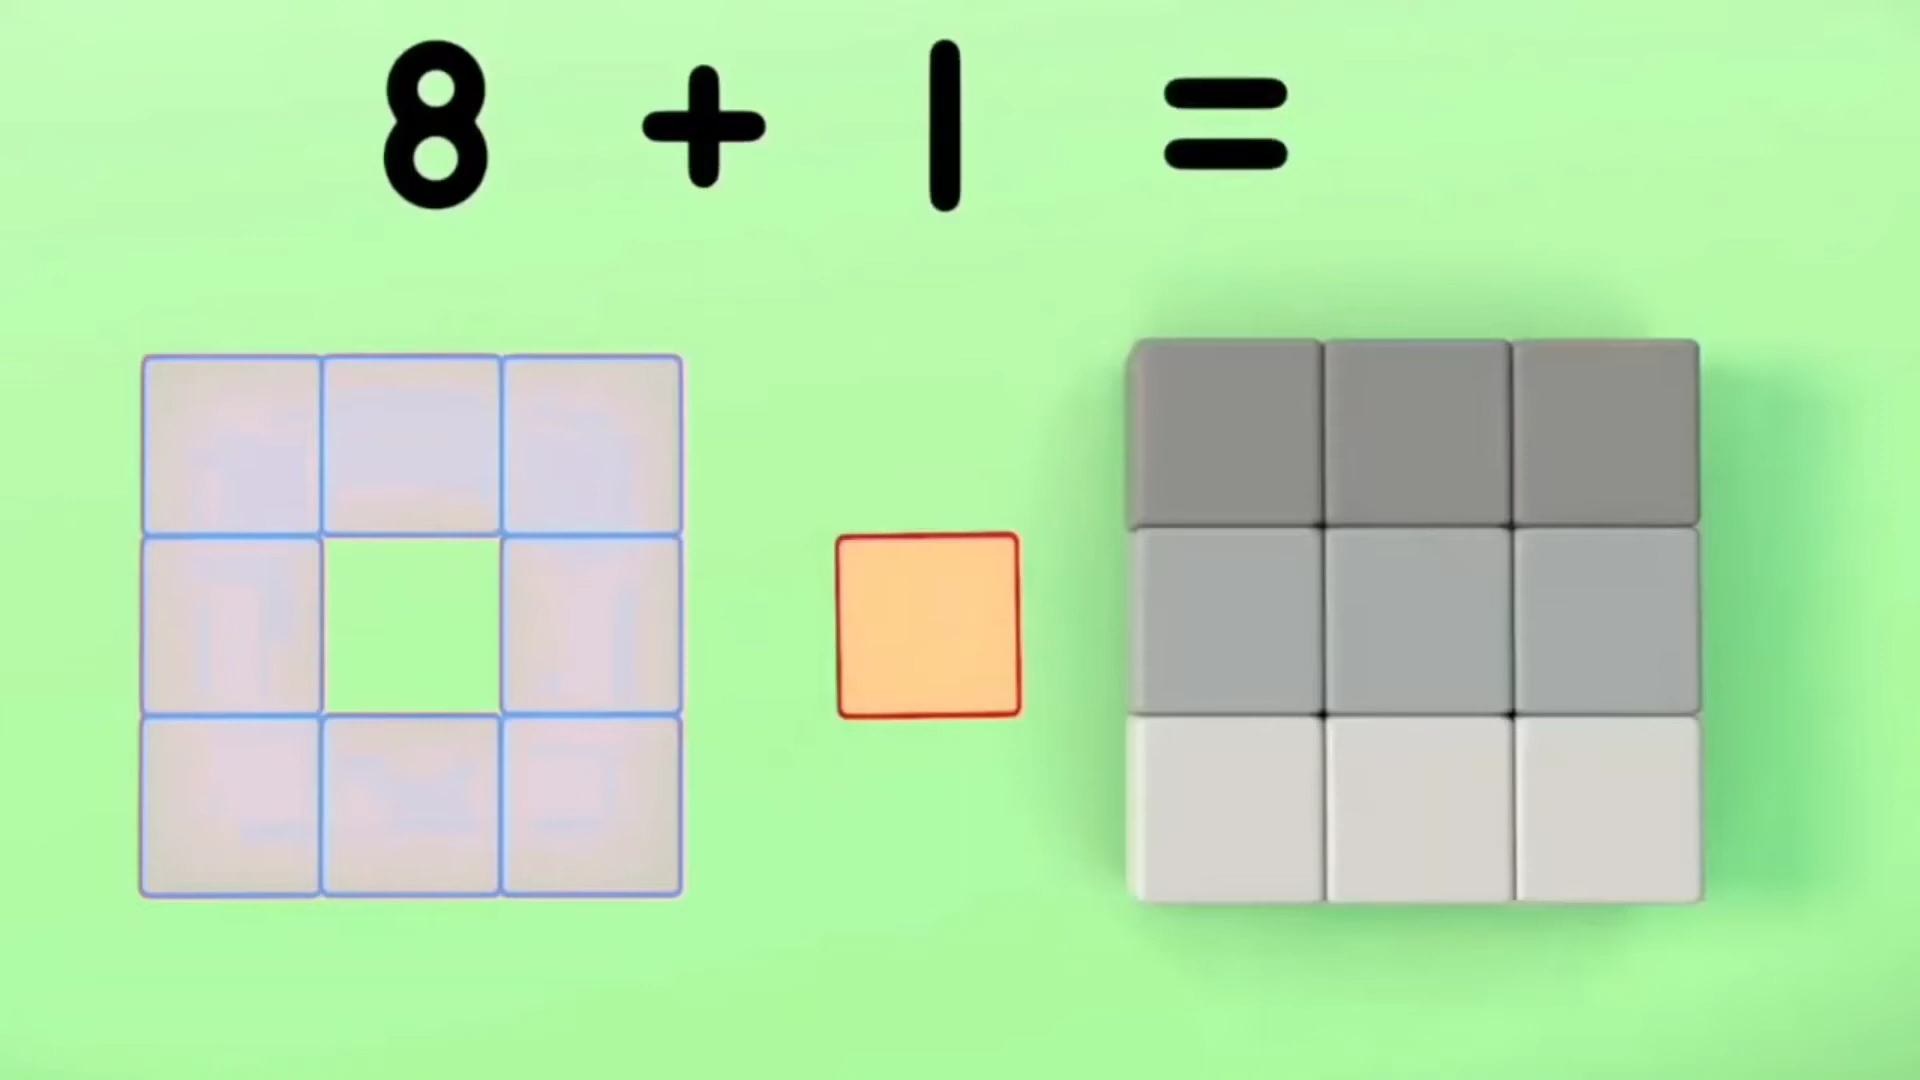 8 + 1 =